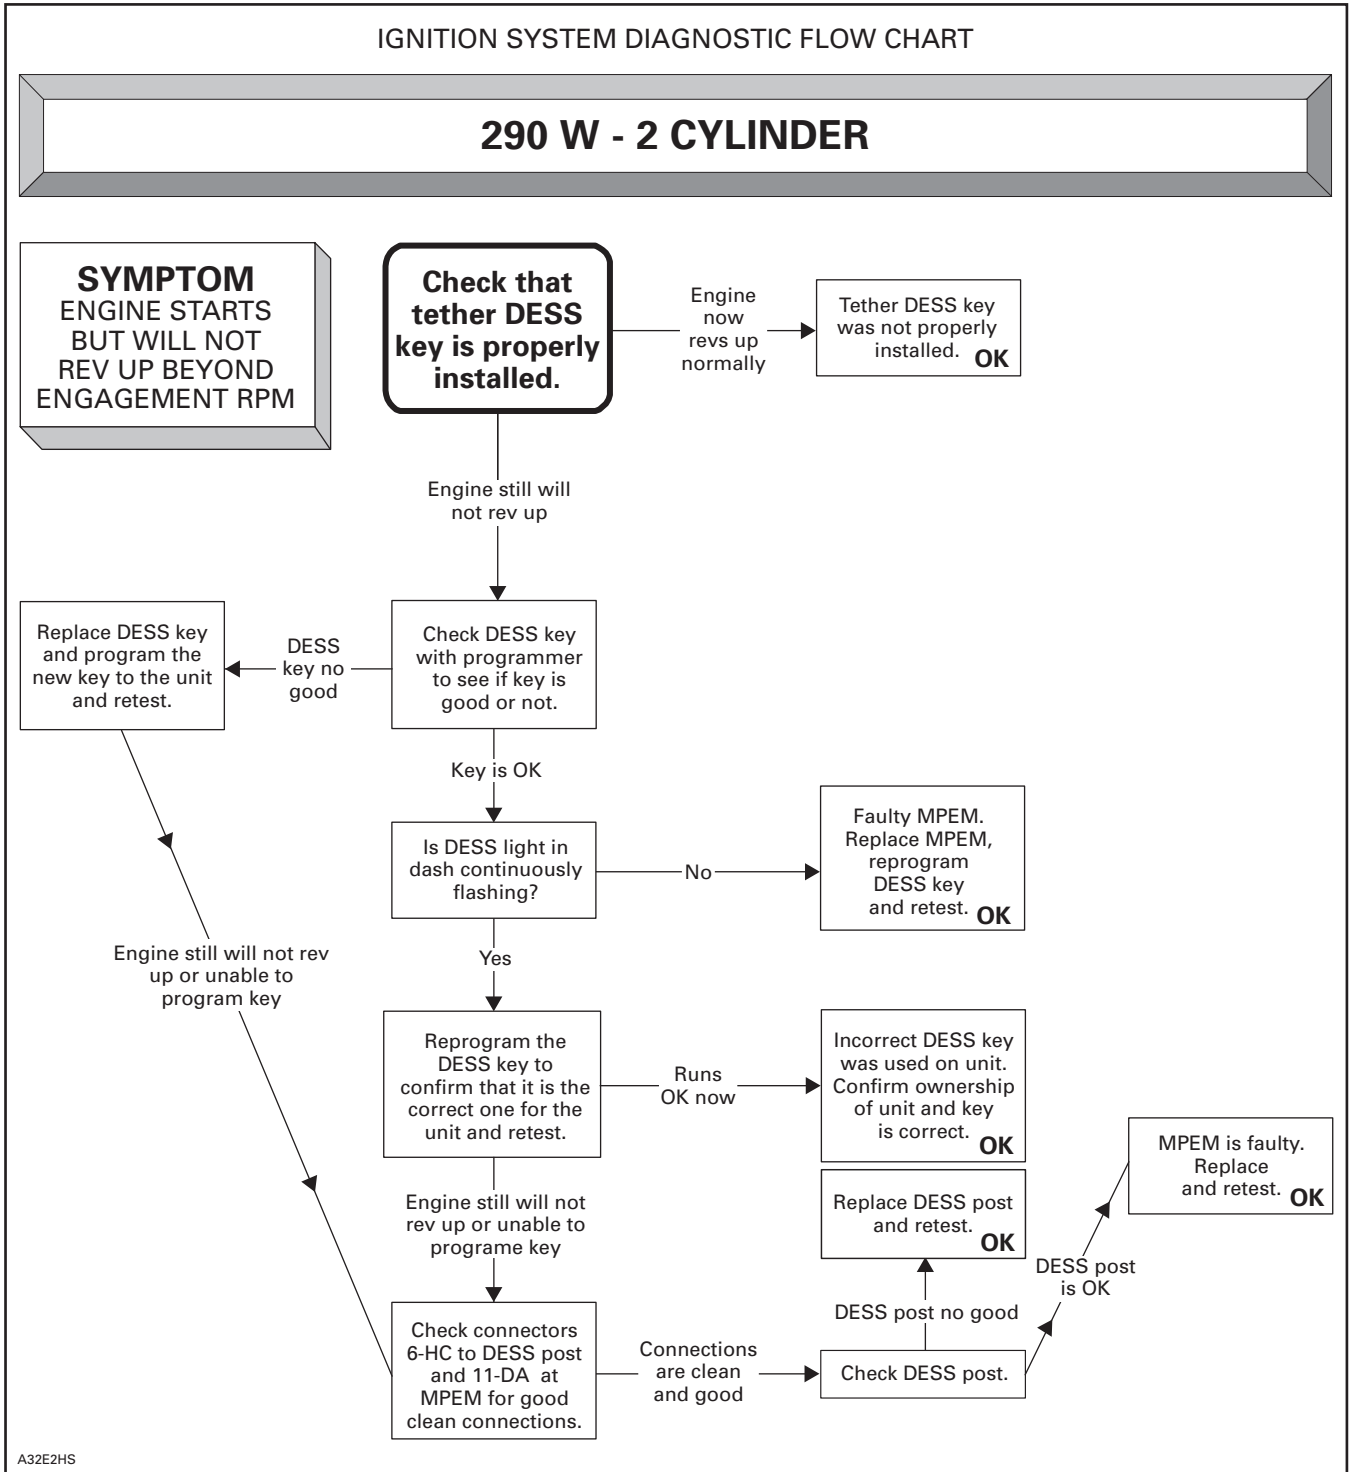 IGNITION SYSTEM DIAGNOSTIC FLOW CHART
290 W - 2 CYLINDER
SYMPTOM
ENGINE STARTS
BUT WILL NOT
REV UP BEYOND
ENGAGEMENT RPM
Check that
tether DESS
key is properly
installed.
Engine
now
revs up
normally
Tether DESS key
was not properly
installed. OK
Engine still will
not rev up
Replace DESS key
and program the
new key to the unit
and retest.
DESS
key no
good
Check DESS key
with programmer
to see if key is
good or not.
Key is OK
Is DESS light in
dash continuously
flashing?
No
Faulty MPEM.
Replace MPEM,
reprogram
DESS key
and retest. OK
Engine still will not rev
up or unable to
program key
Yes
Reprogram the
DESS key to
confirm that it is the
correct one for the
unit and retest.
Runs
OK now
Incorrect DESS key
was used on unit.
Confirm ownership
of unit and key
is correct. OK
MPEM is faulty.
Replace
and retest. OK
Engine still will not
rev up or unable to
programe key
Replace DESS post
and retest.
OK
DESS post
is OK
DESS post no good
Check connectors
6-HC to DESS post
and 11-DA at
MPEM for good
clean connections.
Connections
are clean
and good
Check DESS post.
A32E2HS